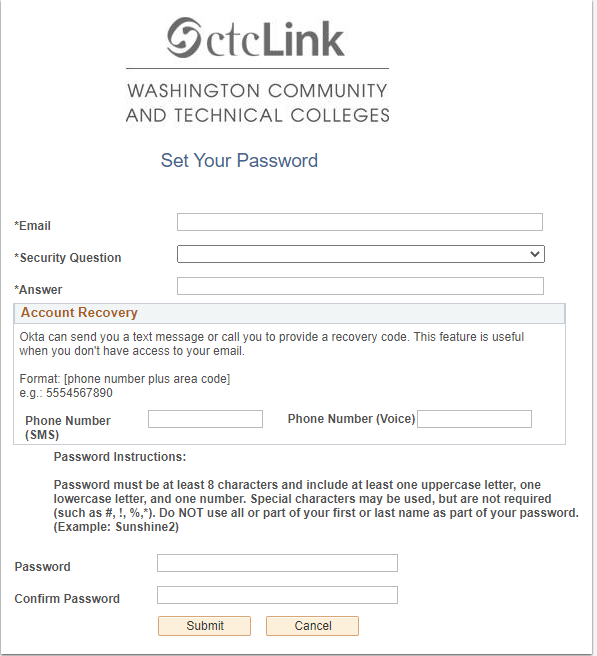 ctcLink
WASHINGTON COMMUNITY
AND TECHNICAL COLLEGES
Set Your Password
*Email
*Security Question
*Answer
Account Recovery
Okta can send you a text message or call you to provide a recovery code. This feature is useful
when you don't have access to your email.
Format: [phone number plus area code]
e.g.: 5554567890
Phone Number
(SMS)
Phone Number (Voice)
Password Instructions:
Password must be at least 8 characters and include at least one uppercase letter, one
lowercase letter, and one number. Special characters may be used, but are not required
(such as #, !, %,*). Do NOT use all or part of your first or last name as part of your password.
(Example: Sunshine2)
Password
Confirm Password
Submit Cancel